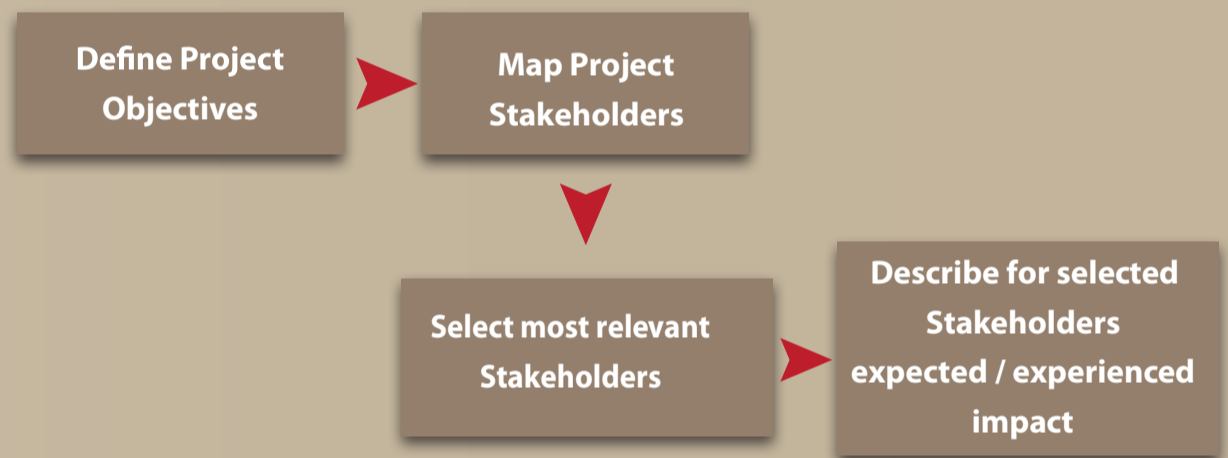 Define Project
Objectives
Map Project
Stakeholders
Select most relevant
Stakeholders
Describe for selected
Stakeholders
expected / experienced
impact